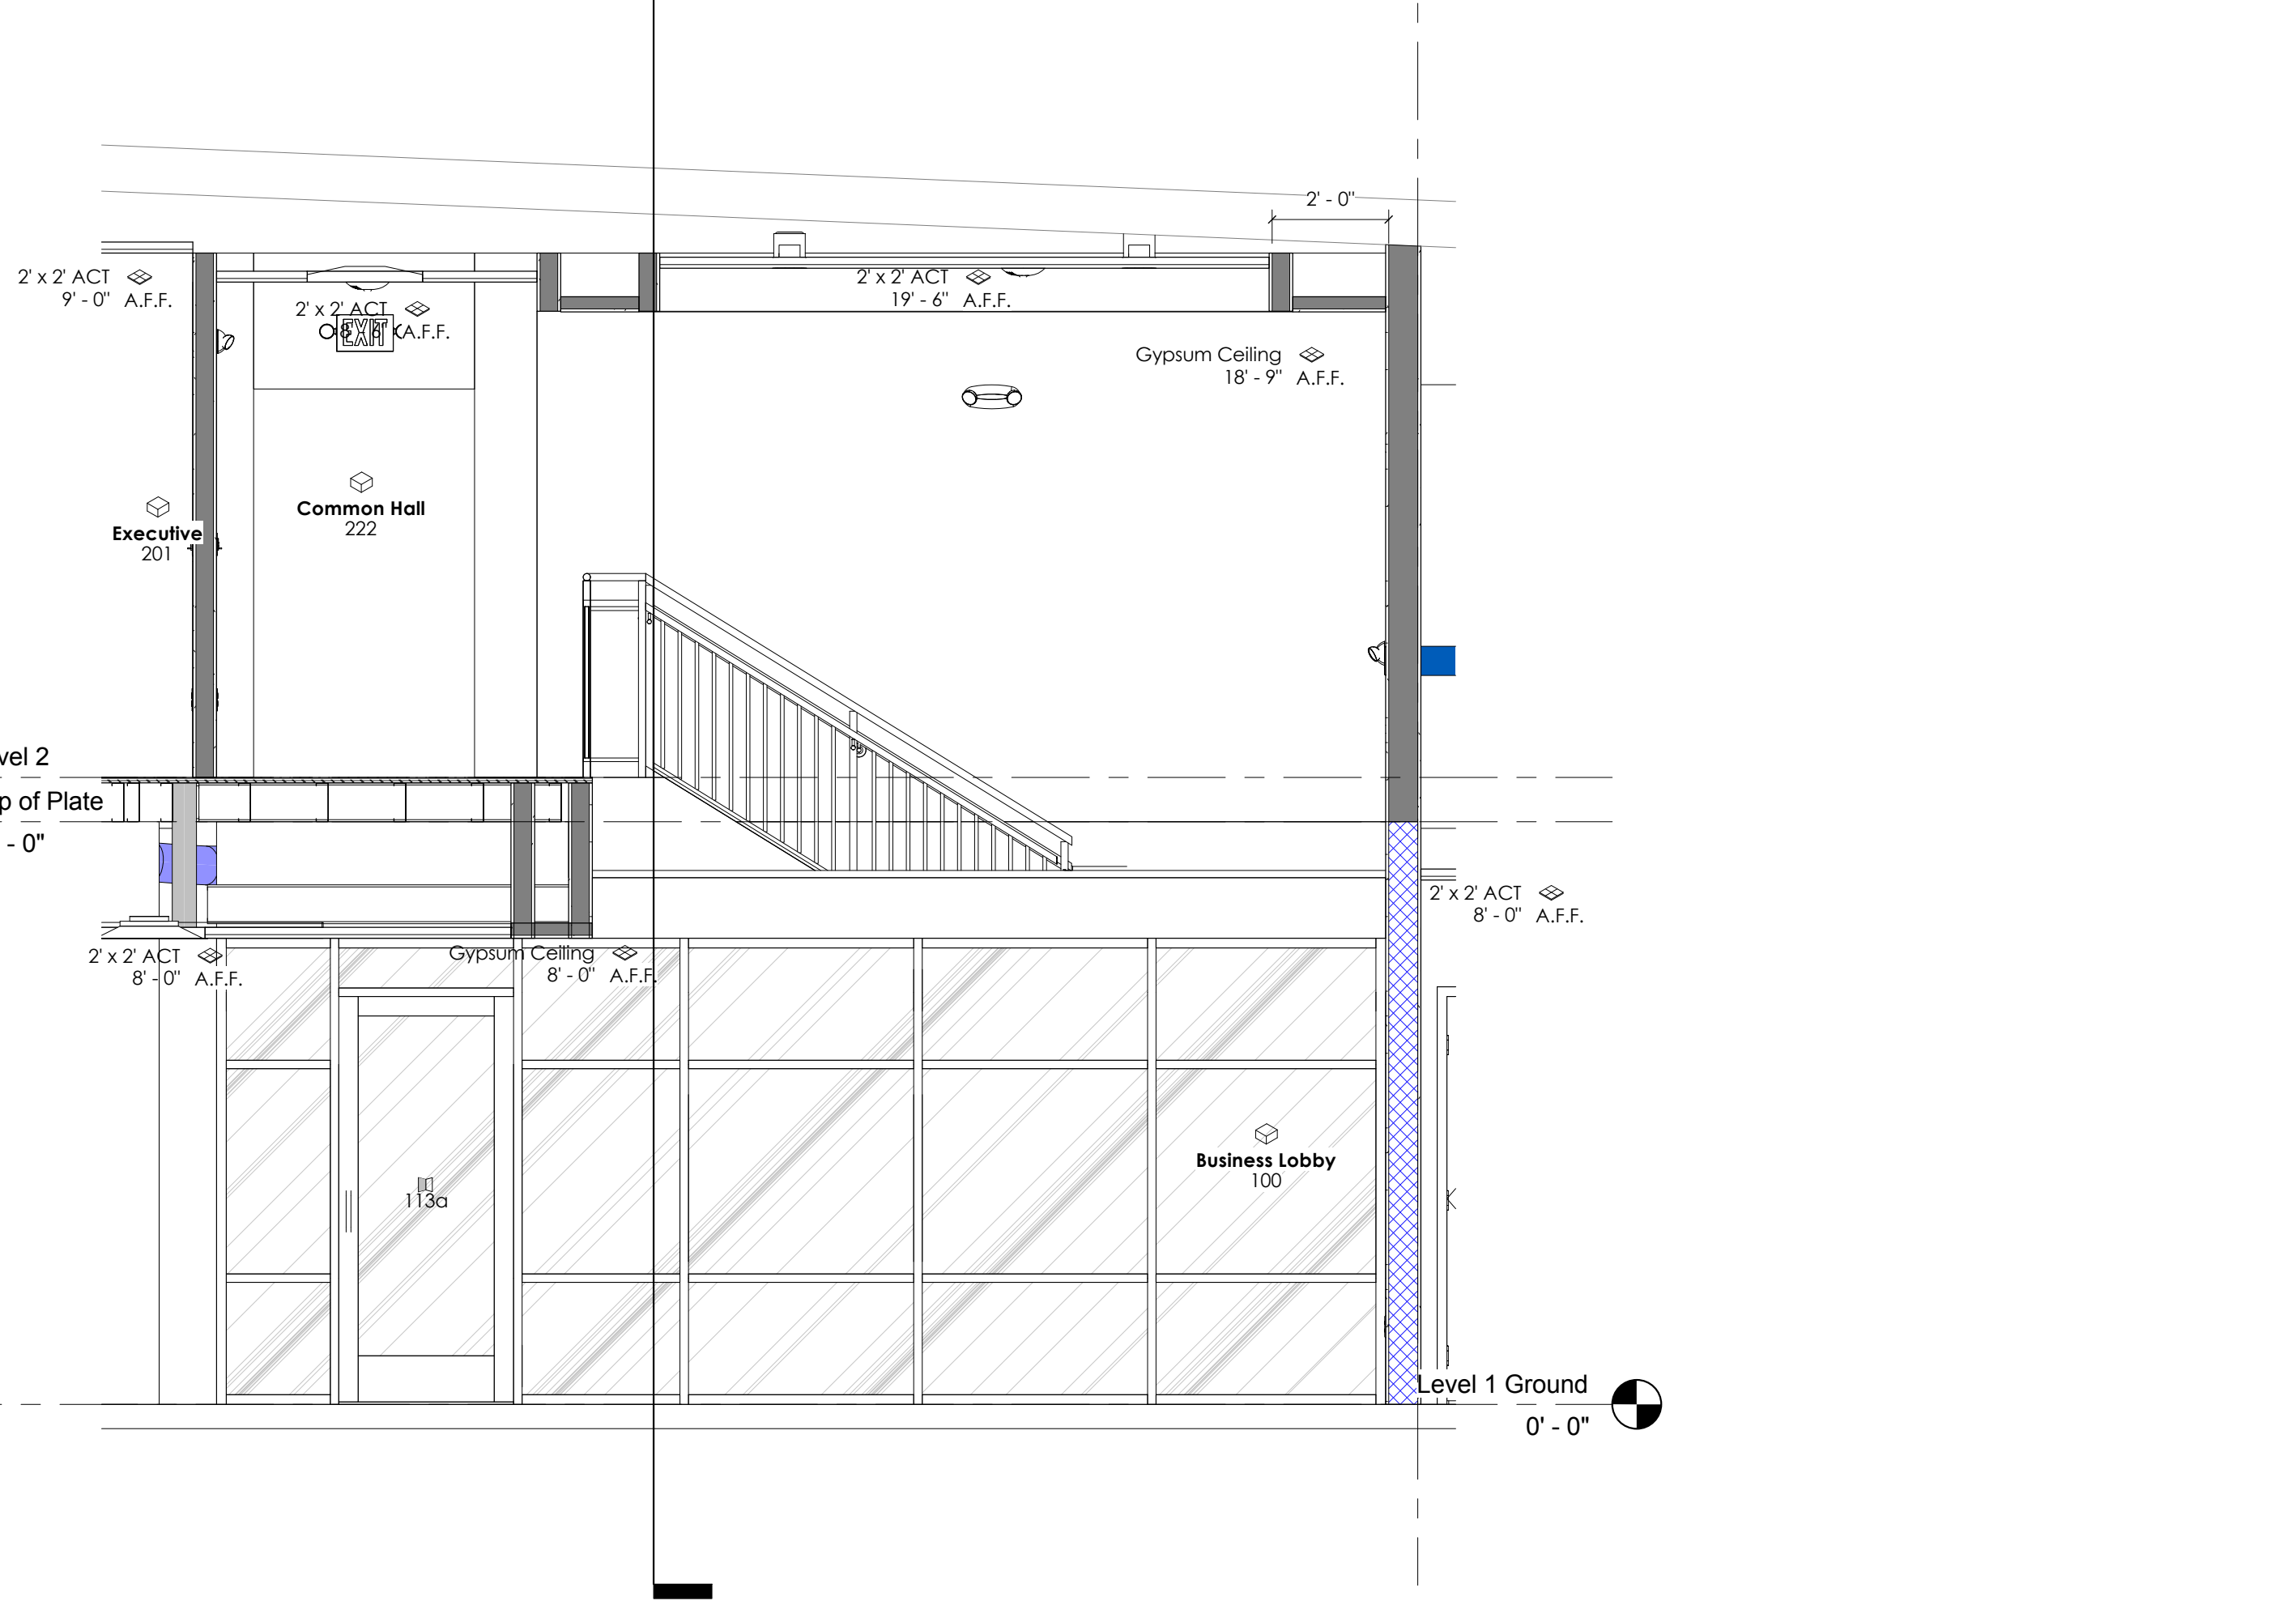 2' - 0"
2' x 2' ACT
9' - 0" A.F.F.
2' x 2' ACT
8' - 6" A.F.F.
EXIT
2' x 2' ACT
19' - 6" A.F.F.
Gypsum Ceiling
18' - 9" A.F.F.
Common Hall
222
Executive
201
vel 2
p of Plate
- 0"
2' x 2' ACT
8' - 0" A.F.F.
2' x 2' ACT
8' - 0" A.F.F.
Gypsum Ceiling
8' - 0" A.F.F.
Business Lobby
100
113a
Level 1 Ground
0' - 0"